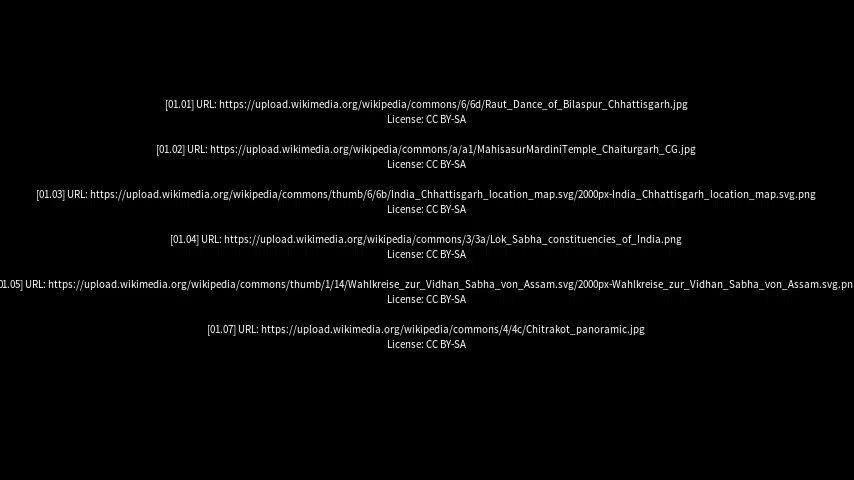 [01.01] URL: https://upload.wikimedia.org/wikipedia/commons/6/6d/Raut_Dance_of_Bilaspur_Chhattisgarh.jpg
License: CC BY-SA
[01.02] URL: https://upload.wikimedia.org/wikipedia/commons/a/a1/MahisasurMardiniTemple_Chaiturgarh_CG.jpg
License: CC BY-SA
[01.03] URL: https://upload.wikimedia.org/wikipedia/commons/thumb/6/6b/India_Chhattisgarh_location_map.svg/2000px-India_Chhattisgarh_location_map.svg.png
License: CC BY-SA
[01.04] URL: https://upload.wikimedia.org/wikipedia/commons/3/3a/Lok_Sabha_constituencies_of_India.png
License: CC BY-SA
01.05] URL: https://upload.wikimedia.org/wikipedia/commons/thumb/1/14/Wahlkreise_zur_Vidhan_Sabha_von_Assam.svg/2000px-Wahlkreise_zur_Vidhan_Sabha_von_Assam.svg.pn
License: CC BY-SA
[01.07] URL: https://upload.wikimedia.org/wikipedia/commons/4/4c/Chitrakot_panoramic.jpg
License: CC BY-SA